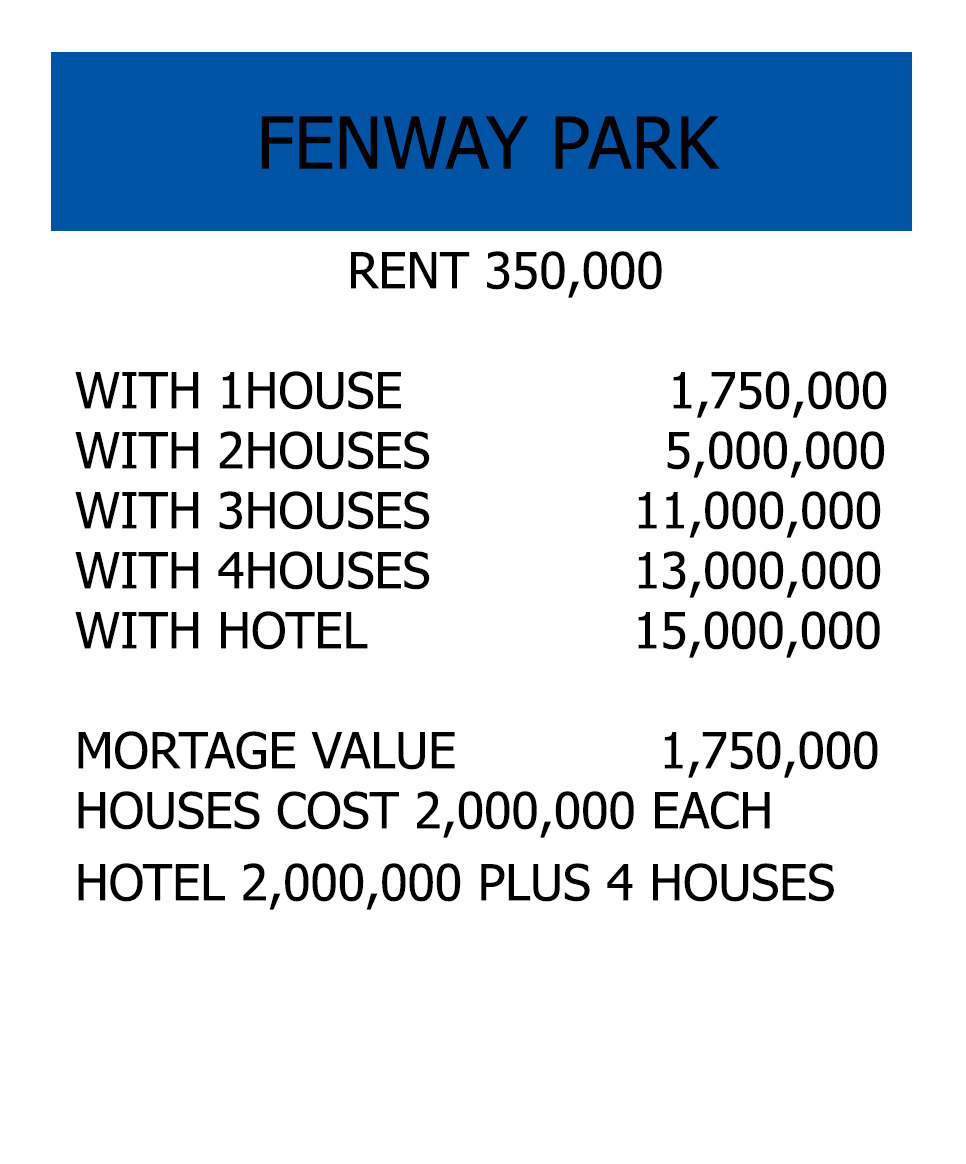 FENWAY PARK
RENT 350,000
WITH 1HOUSE 1,750,000
WITH 2HOUSES 5,000,000
WITH 3HOUSES 11,000,000
WITH 4HOUSES 13,000,000
WITH HOTEL 15,000,000
MORTAGE VALUE 1,750,000
HOUSES COST 2,000,000 EACH
HOTEL 2,000,000 PLUS 4 HOUSES